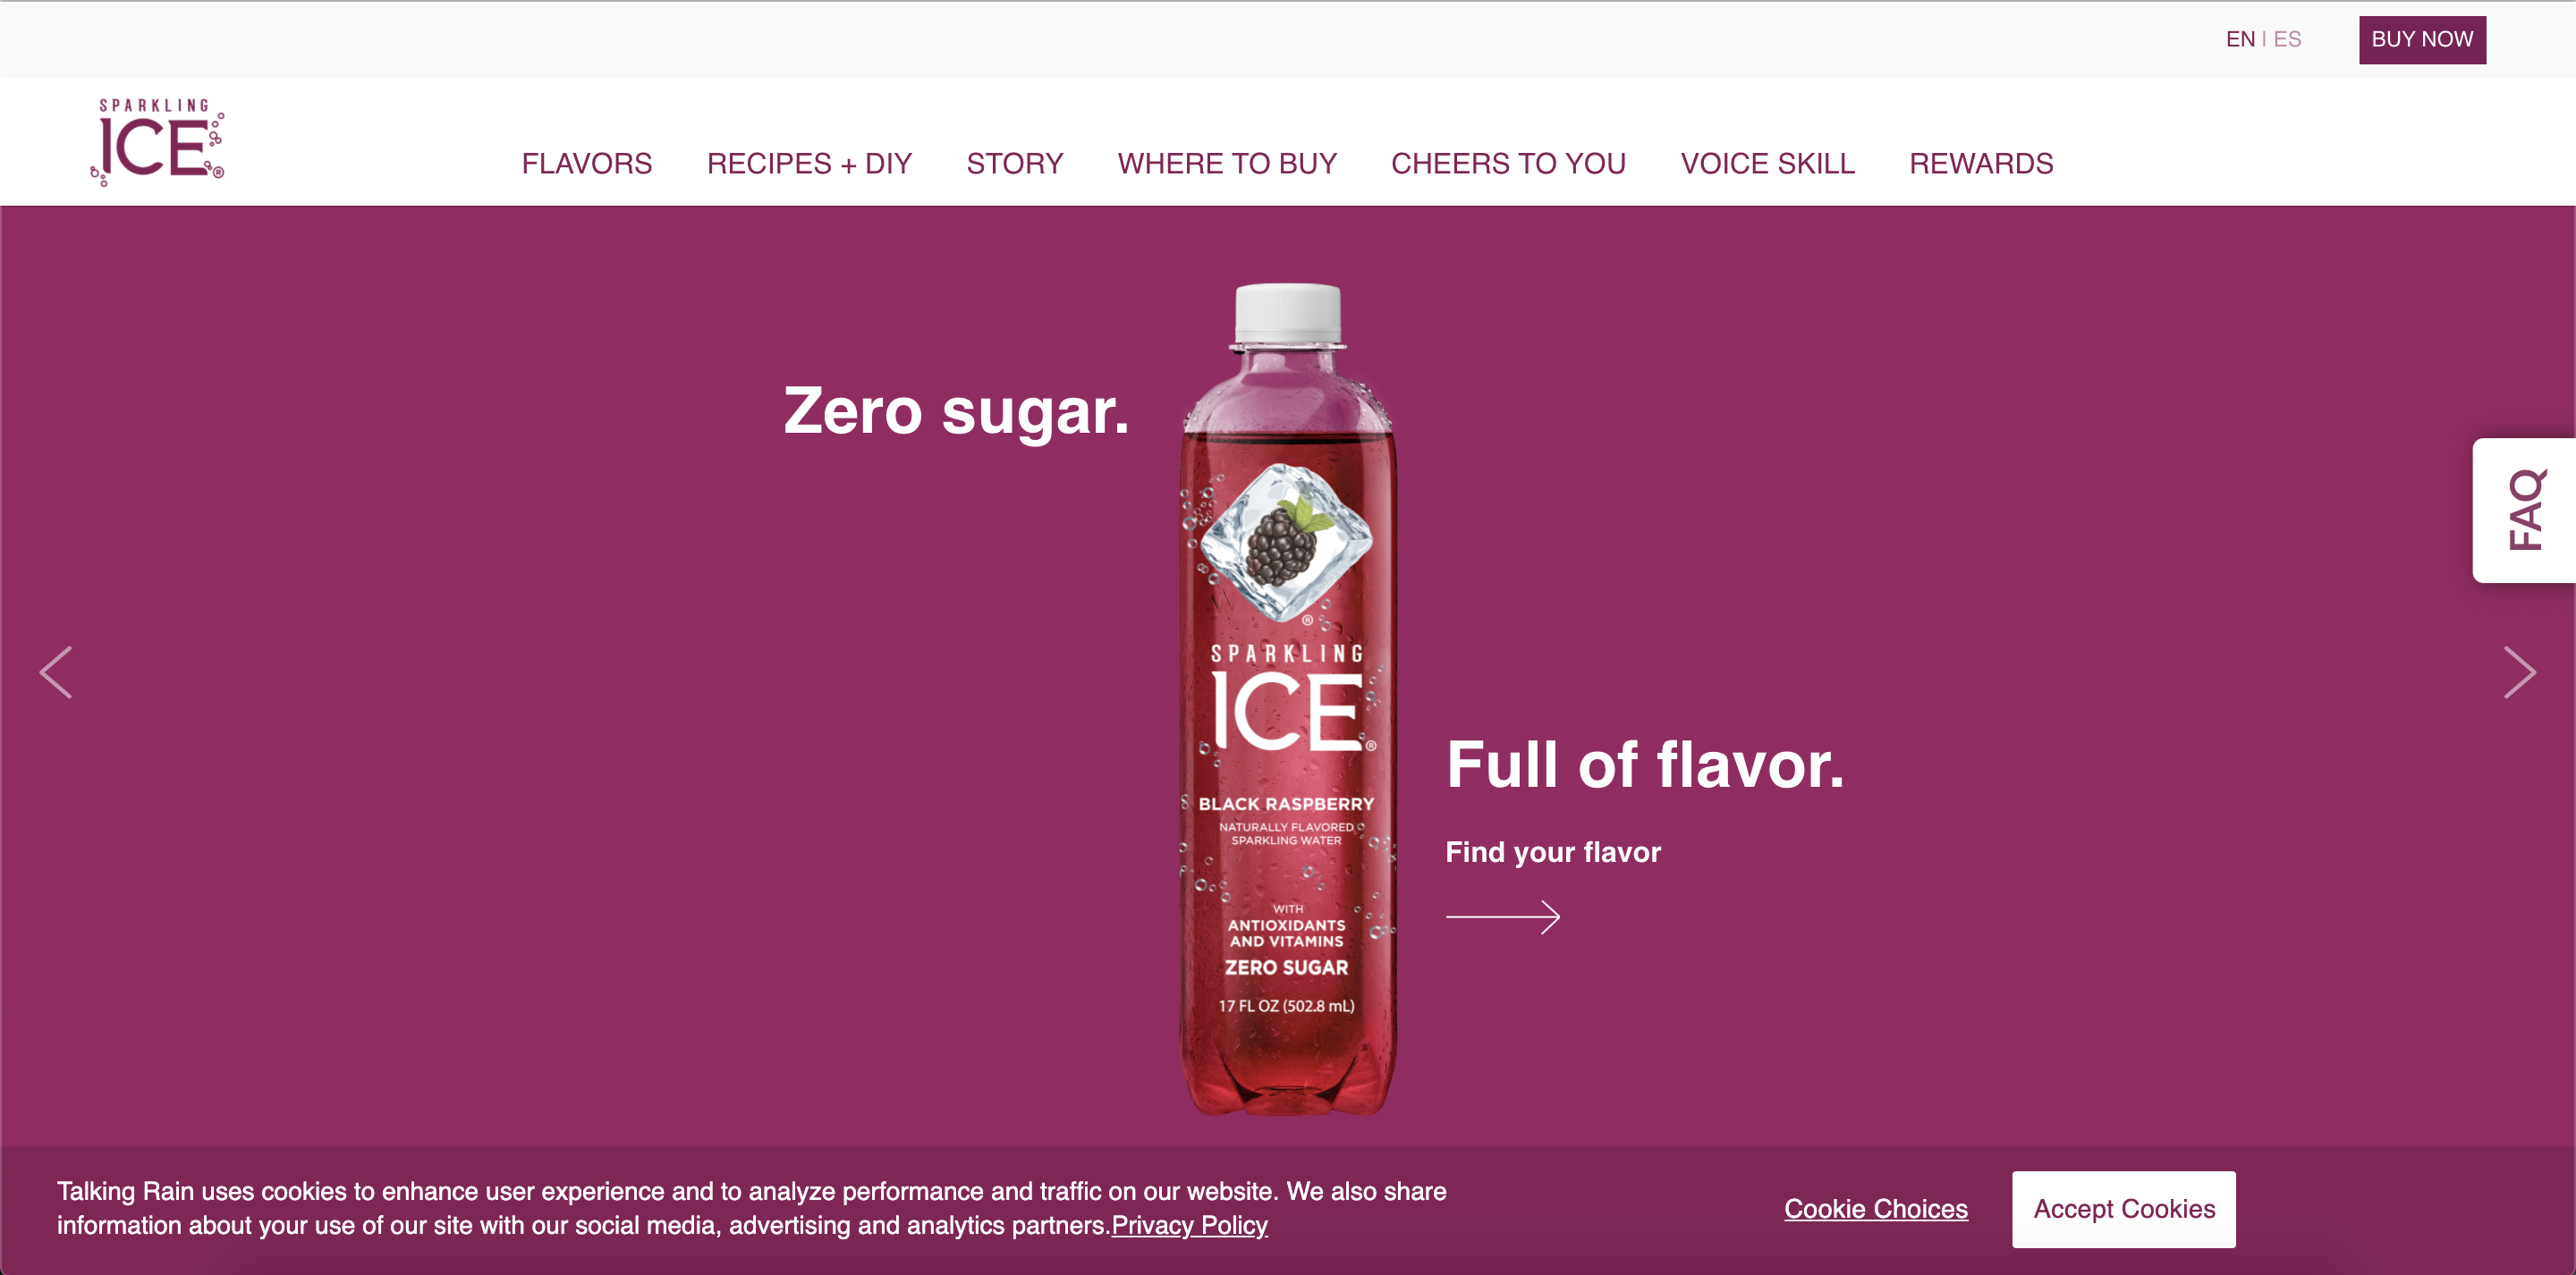 EN | ES
BUY NOW
SPARKLING
ICE®
FLAVORS
RECIPES + DIY
STORY
WHERE TO BUY
CHEERS TO YOU
VOICE SKILL
REWARDS
Zero sugar.
FAQ
®
SPARKLING
ICE®
BLACK RASPBERRY
NATURALLY FLAVORED
SPARKLING WATER
WITH
ANTIOXIDANTS
AND VITAMINS
ZERO SUGAR
17 FL OZ (502.8 mL)
Full of flavor.
Find your flavor
Talking Rain uses cookies to enhance user experience and to analyze performance and traffic on our website. We also share
information about your use of our site with our social media, advertising and analytics partners.Privacy Policy
Cookie Choices
Accept Cookies